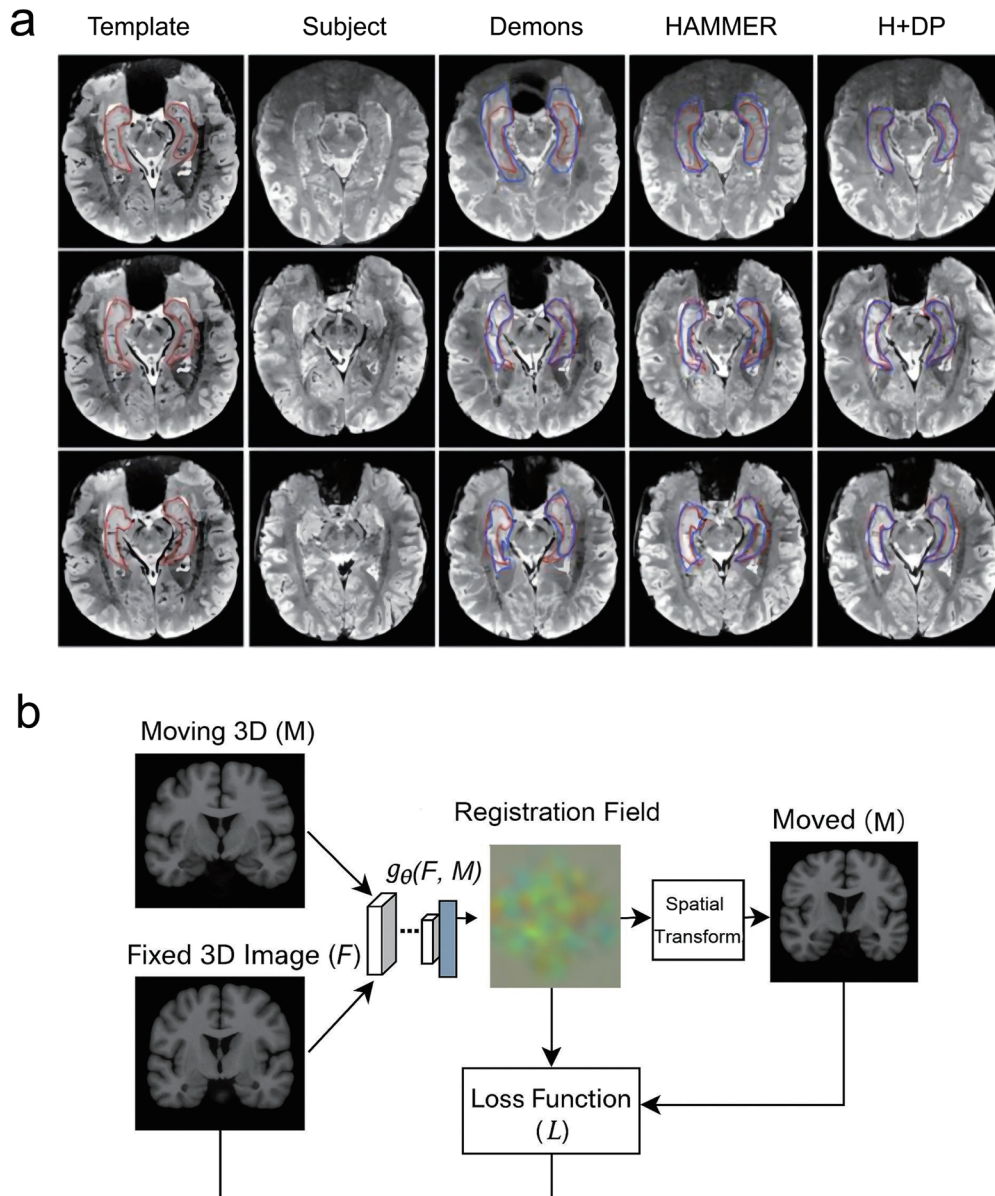 a
Template Subject Demons HAMMER H+DP
b
Moving 3D (M)
Registration Field
Moved (M)
gθ(F, M)
Spatial
Transform.
Fixed 3D Image (F)
Loss Function
(L)